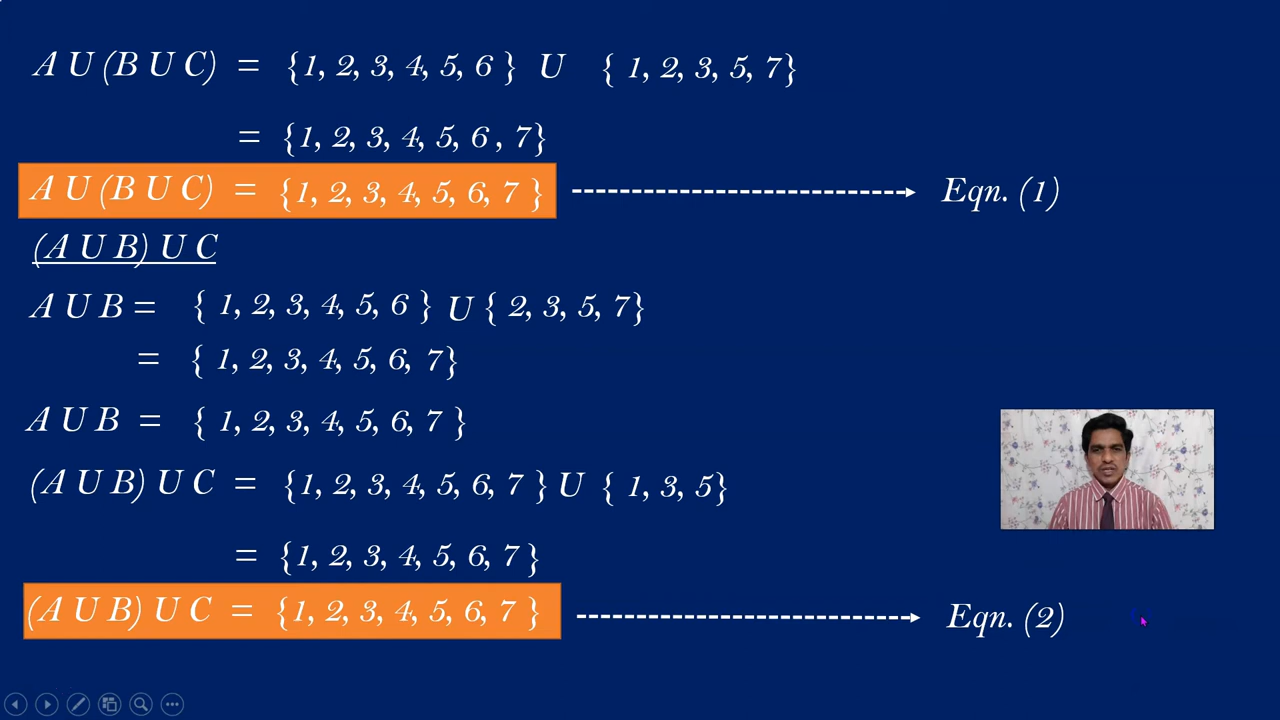 A U (B U C) = {1, 2, 3, 4, 5, 6 } U { 1, 2, 3, 5, 7}
= {1, 2, 3, 4, 5, 6 , 7}
A U (B U C) = {1, 2, 3, 4, 5, 6, 7 } Eqn. (1)
(A U B) U C
A U B = { 1, 2, 3, 4, 5, 6 } U { 2, 3, 5, 7}
= { 1, 2, 3, 4, 5, 6, 7}
A U B = { 1, 2, 3, 4, 5, 6, 7 }
(A U B) U C = {1, 2, 3, 4, 5, 6, 7 } U { 1, 3, 5}
= {1, 2, 3, 4, 5, 6, 7 }
(A U B) U C = {1, 2, 3, 4, 5, 6, 7 } Eqn. (2)